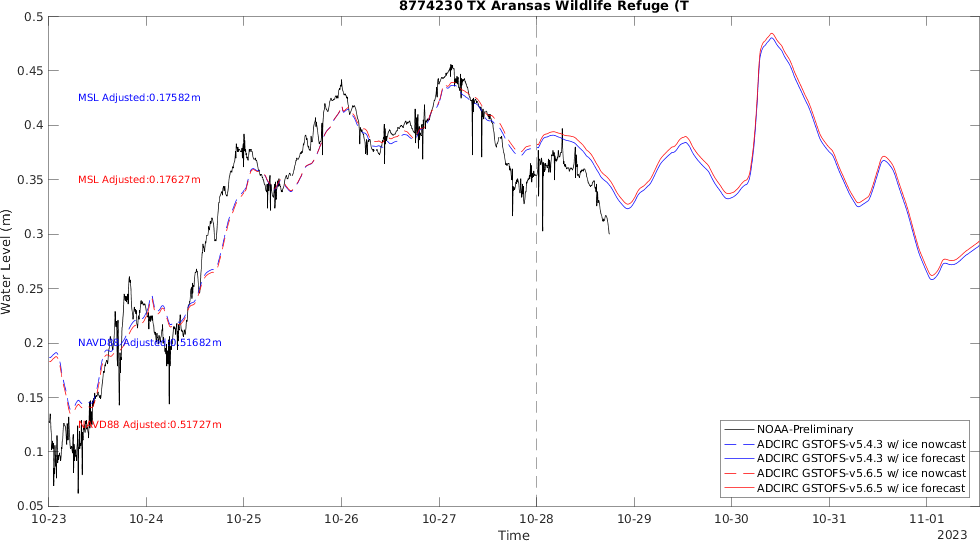 8774230 TX Aransas Wildlife Refuge (T
0.5
0.45
0.4
0.35
0.3
0.25
0.2
0.15
0.1
0.05
Water Level (m)
MSL Adjusted:0.17582m
MSL Adjusted:0.17627m
NAVD88 Adjusted:0.51682m
NAVD88 Adjusted:0.51727m
NOAA-Preliminary
ADCIRC GSTOFS-v5.4.3 w/ ice nowcast
ADCIRC GSTOFS-v5.4.3 w/ ice forecast
ADCIRC GSTOFS-v5.6.5 w/ ice nowcast
ADCIRC GSTOFS-v5.6.5 w/ ice forecast
10-23 10-24 10-25 10-26 10-27 10-28 10-29 10-30 10-31 11-01
Time
2023